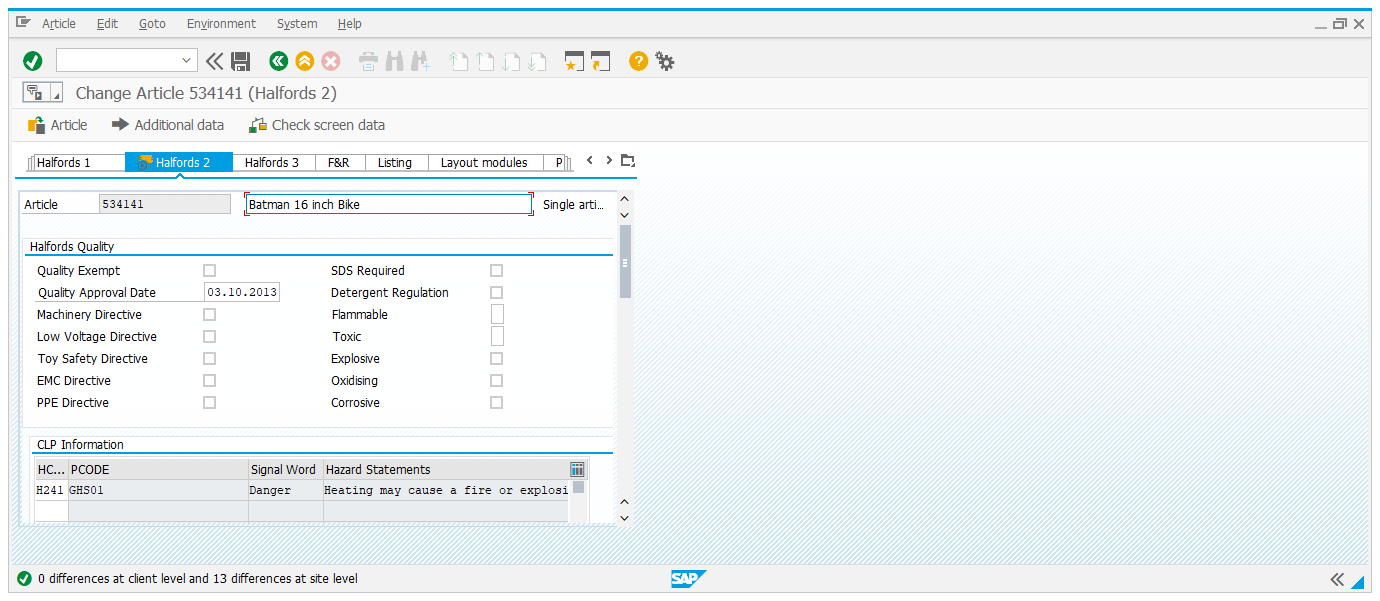 Article Edit Goto Environment System Help
Change Article 534141 (Halfords 2)
Article Additional data Check screen data
Halfords 1 Halfords 2 Halfords 3 F&R Listing Layout modules P
Article 534141 Batman 16 inch Bike Single arti...
Halfords Quality
Quality Exempt SDS Required
Quality Approval Date 03.10.2013 Detergent Regulation
Machinery Directive Flammable
Low Voltage Directive Toxic
Toy Safety Directive Explosive
EMC Directive Oxidising
PPE Directive Corrosive
CLP Information
HC... PCODE Signal Word Hazard Statements
H241 GHS01 Danger Heating may cause a fire or explosi
0 differences at client level and 13 differences at site level SAP